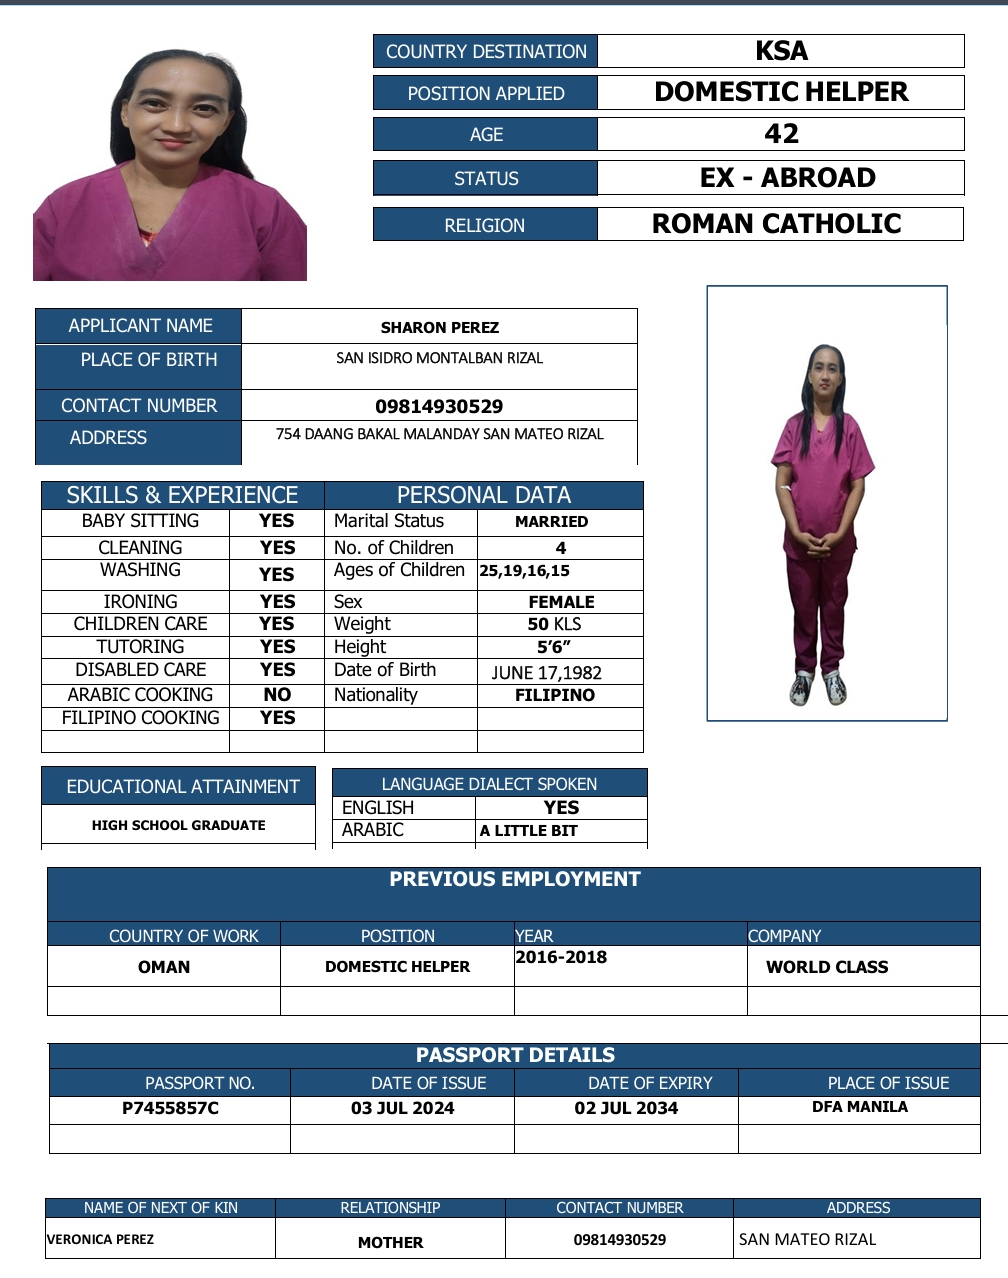 COUNTRY DESTINATION KSA
POSITION APPLIED DOMESTIC HELPER
AGE 42
STATUS EX - ABROAD
RELIGION ROMAN CATHOLIC
APPLICANT NAME SHARON PEREZ
PLACE OF BIRTH SAN ISIDRO MONTALBAN RIZAL
CONTACT NUMBER 09814930529
ADDRESS 754 DAANG BAKAL MALANDAY SAN MATEO RIZAL
SKILLS & EXPERIENCE PERSONAL DATA
BABY SITTING YES Marital Status MARRIED
CLEANING YES No. of Children 4
WASHING YES Ages of Children 25,19,16,15
IRONING YES Sex FEMALE
CHILDREN CARE YES Weight 50 KLS
TUTORING YES Height 5’6”
DISABLED CARE YES Date of Birth JUNE 17,1982
ARABIC COOKING NO Nationality FILIPINO
FILIPINO COOKING YES
EDUCATIONAL ATTAINMENT
HIGH SCHOOL GRADUATE
LANGUAGE DIALECT SPOKEN
ENGLISH YES
ARABIC A LITTLE BIT
PREVIOUS EMPLOYMENT
COUNTRY OF WORK POSITION YEAR COMPANY
OMAN DOMESTIC HELPER 2016-2018 WORLD CLASS
PASSPORT DETAILS
PASSPORT NO. DATE OF ISSUE DATE OF EXPIRY PLACE OF ISSUE
P7455857C 03 JUL 2024 02 JUL 2034 DFA MANILA
NAME OF NEXT OF KIN RELATIONSHIP CONTACT NUMBER ADDRESS
VERONICA PEREZ MOTHER 09814930529 SAN MATEO RIZAL